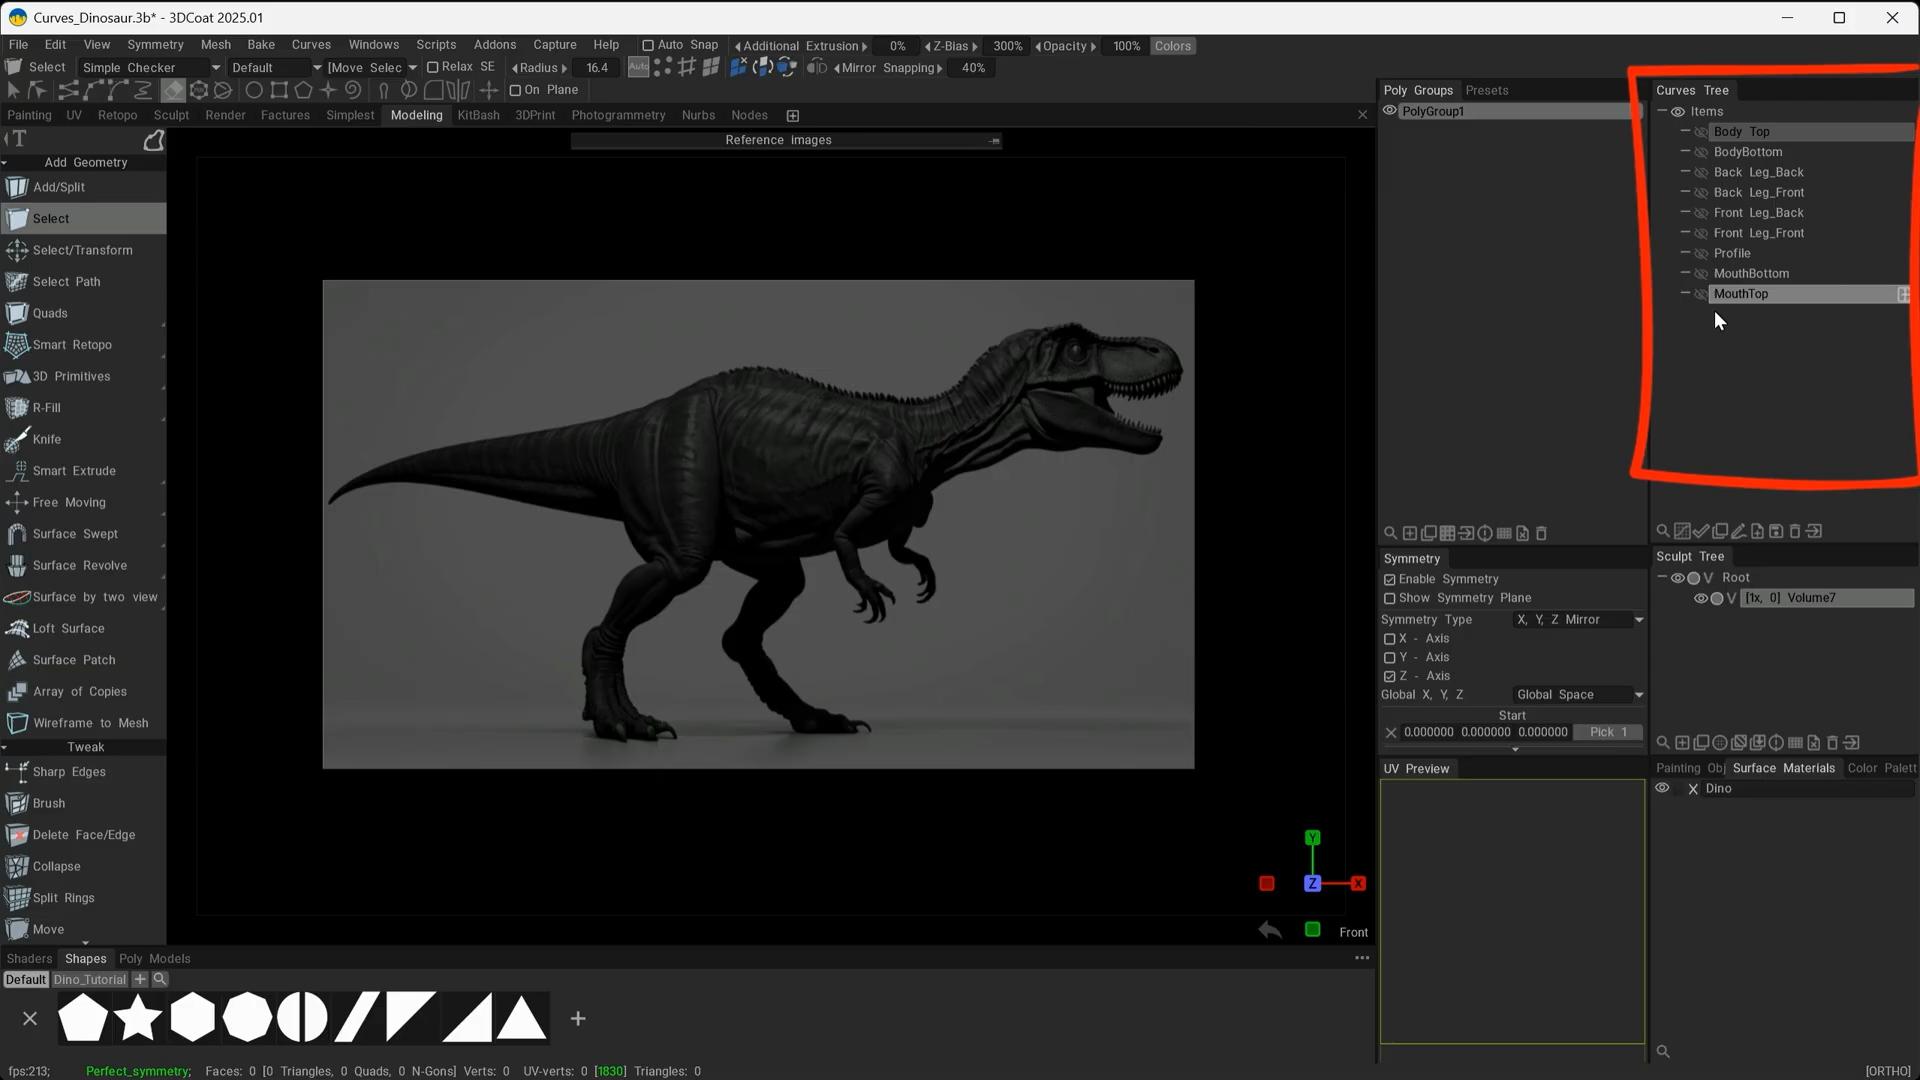 Curves_Dinosaur.3b* - 3DCoat 2025.01
File Edit View Symmetry Mesh Bake Curves Windows Scripts Addons Capture Help Auto Snap Additional Extrusion 0% Z-Bias 300% Opacity 100% Colors
Select Simple Checker Default [Move Selec Relax SE Radius 16.4 Auto Mirror Snapping 40%
On Plane
Painting UV Retopo Sculpt Render Factures Simplest Modeling KitBash 3DPrint Photogrammetry Nurbs Nodes
Reference images
T
Add Geometry
Add/Split
Select
Select/Transform
Select Path
Quads
Smart Retopo
3D Primitives
R-Fill
Knife
Smart Extrude
Free Moving
Surface Swept
Surface Revolve
Surface by two view
Loft Surface
Surface Patch
Array of Copies
Wireframe to Mesh
Tweak
Sharp Edges
Brush
Delete Face/Edge
Collapse
Split Rings
Move
Y
Z X
Front
Poly Groups Presets
PolyGroup1
Curves Tree
Items
Body Top
BodyBottom
Back Leg_Back
Back Leg_Front
Front Leg_Back
Front Leg_Front
Profile
MouthBottom
MouthTop
Symmetry
Enable Symmetry
Show Symmetry Plane
Symmetry Type X, Y, Z Mirror
X - Axis
Y - Axis
Z - Axis
Global X, Y, Z Global Space
Start
0.000000 0.000000 0.000000 Pick 1
UV Preview
Sculpt Tree
V Root
V [1x, 0] Volume7
Painting Obj Surface Materials Color Palett
X Dino
Shaders Shapes Poly Models
Default Dino_Tutorial +
fps:213; Perfect_symmetry; Faces: 0 [0 Triangles, 0 Quads, 0 N-Gons] Verts: 0 UV-verts: 0 [1830] Triangles: 0 [ORTHO]